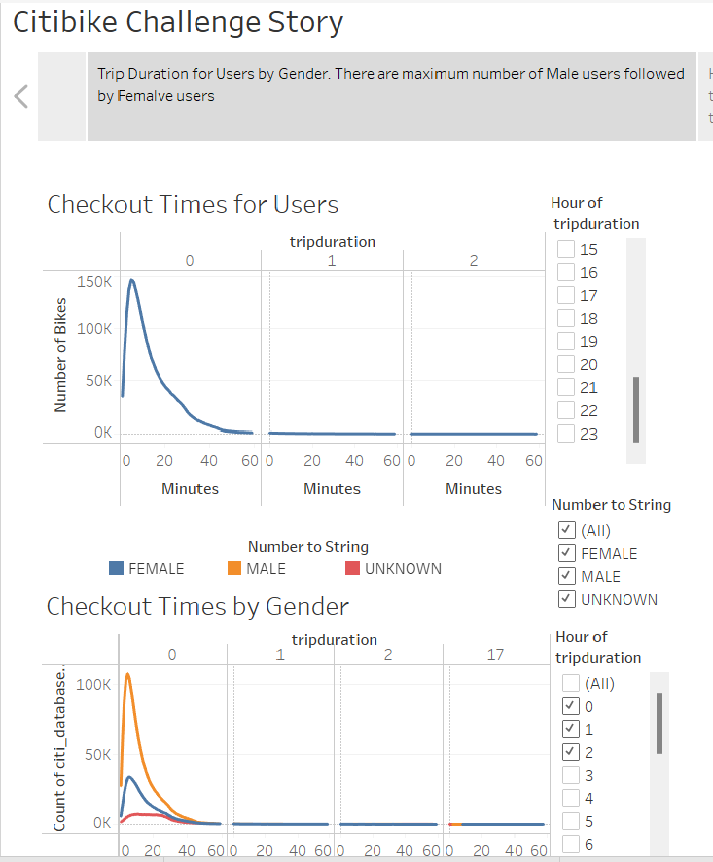 Citibike Challenge Story
Trip Duration for Users by Gender. There are maximum number of Male users followed
by Femalve users
Checkout Times for Users
Hour of
tripduration
15
16
17
18
19
20
21
22
23
tripduration
0 1 2
Number of Bikes
150K
100K
50K
0K
0 20 40 60 0 20 40 60 0 20 40 60
Minutes Minutes Minutes
Number to String
(All)
FEMALE
MALE
UNKNOWN
Number to String
FEMALE MALE UNKNOWN
Checkout Times by Gender
Hour of
tripduration
(All)
0
1
2
3
4
5
6
tripduration
0 1 2 17
Count of citi_database..
100K
50K
0K
0 20 40 60 0 20 40 60 0 20 40 60 0 20 40 60